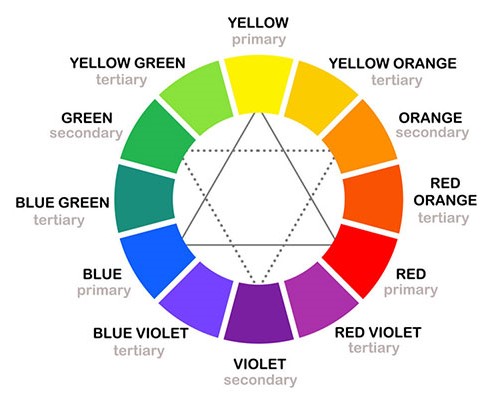 YELLOW
primary
YELLOW GREEN
tertiary
YELLOW ORANGE
tertiary
GREEN
secondary
ORANGE
secondary
BLUE GREEN
tertiary
RED
ORANGE
tertiary
BLUE
primary
RED
primary
BLUE VIOLET
tertiary
RED VIOLET
tertiary
VIOLET
secondary